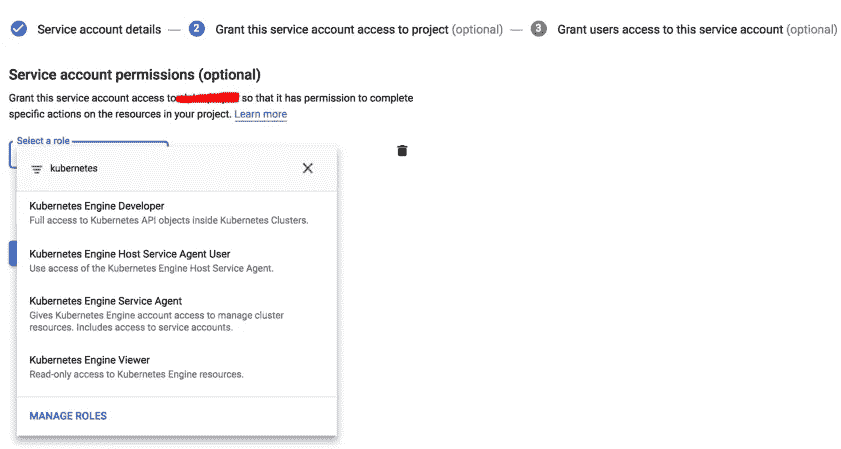 Service account details — 2 Grant this service account access to project (optional) — 3 Grant users access to this service account (optional)
Service account permissions (optional)
Grant this service account access to so that it has permission to complete
specific actions on the resources in your project. Learn more
Select a role
kubernetes
Kubernetes Engine Developer
Full access to Kubernetes API objects inside Kubernetes Clusters.
Kubernetes Engine Host Service Agent User
Use access of the Kubernetes Engine Host Service Agent.
Kubernetes Engine Service Agent
Gives Kubernetes Engine account access to manage cluster
resources. Includes access to service accounts.
Kubernetes Engine Viewer
Read-only access to Kubernetes Engine resources.
MANAGE ROLES